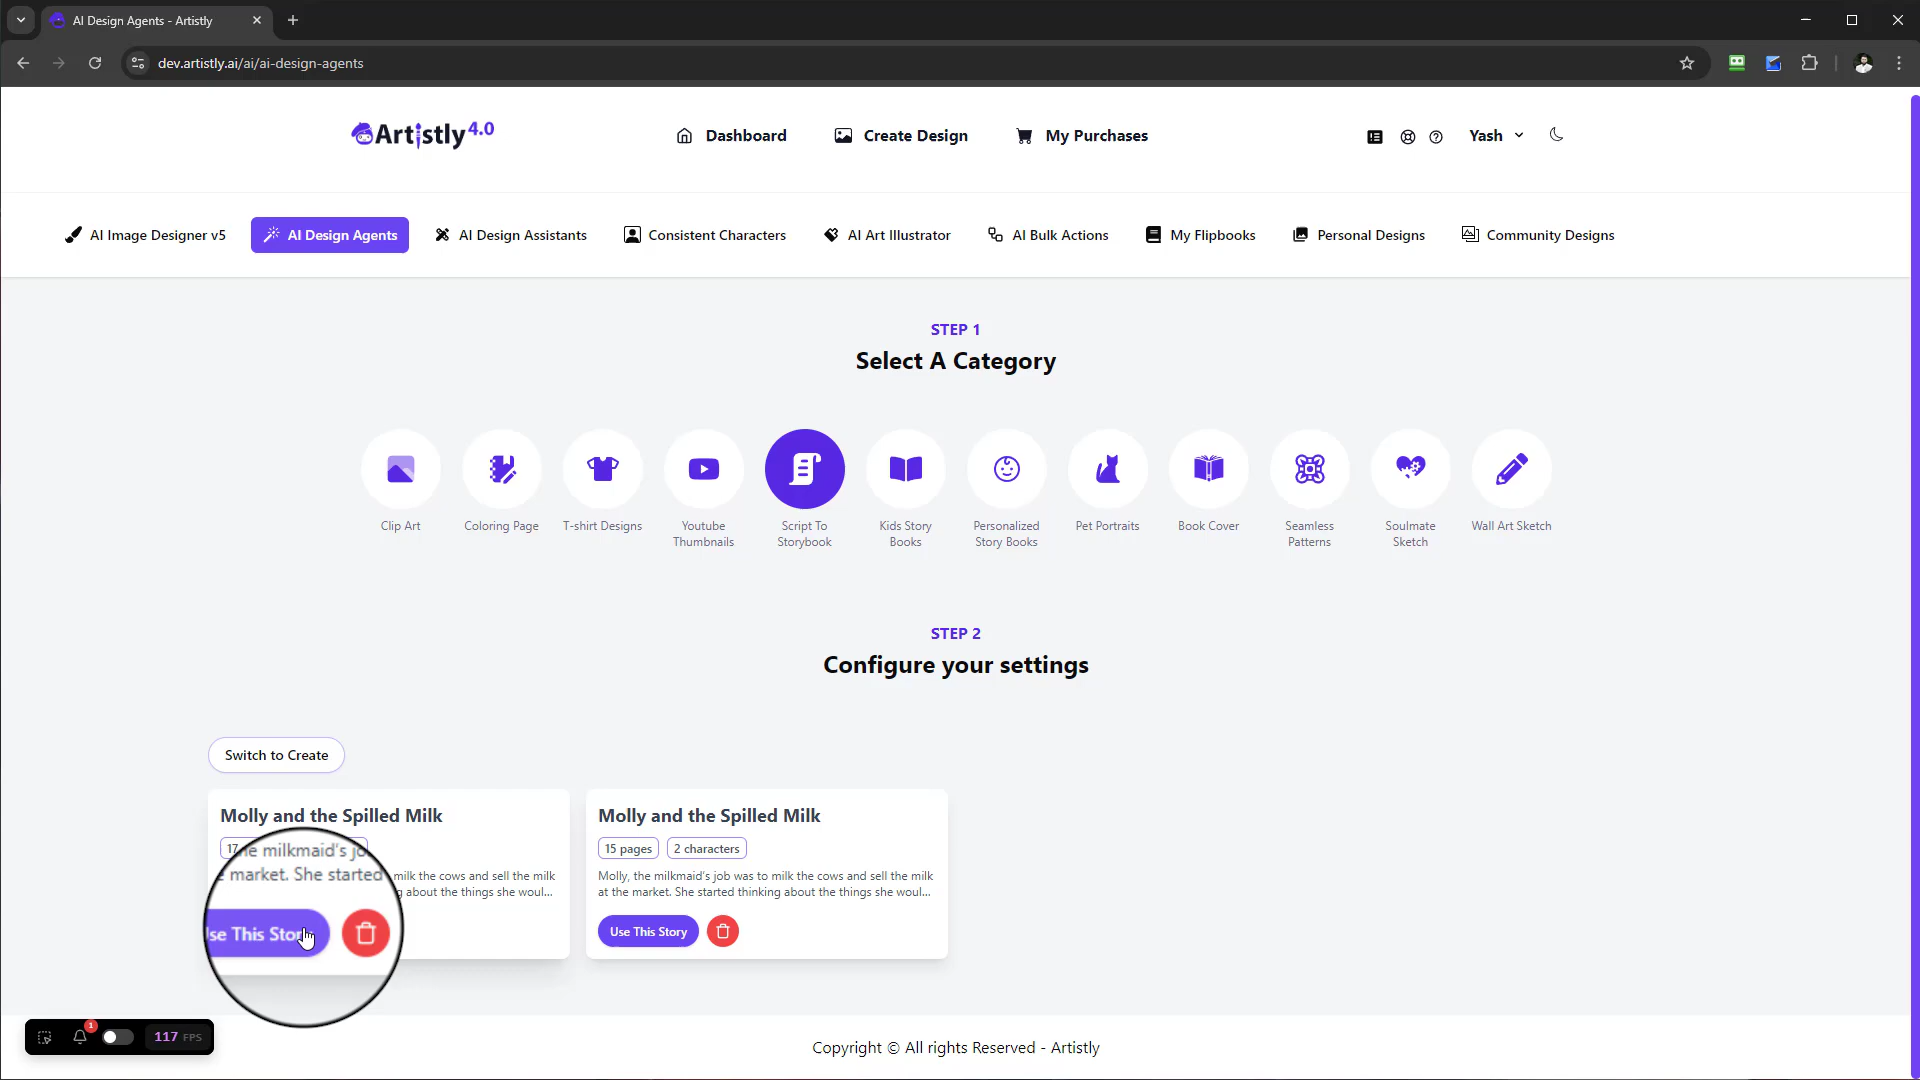 AI Design Agents - Artistly
dev.artistly.ai/ai/ai-design-agents
Artistly 4.0
Dashboard
Create Design
My Purchases
Yash
AI Image Designer v5
AI Design Agents
AI Design Assistants
Consistent Characters
AI Art Illustrator
AI Bulk Actions
My Flipbooks
Personal Designs
Community Designs
STEP 1
Select A Category
Clip Art
Coloring Page
T-shirt Designs
Youtube
Thumbnails
Script To
Storybook
Kids Story
Books
Personalized
Story Books
Pet Portraits
Book Cover
Seamless
Patterns
Soulmate
Sketch
Wall Art Sketch
STEP 2
Configure your settings
Switch to Create
Molly and the Spilled Milk
17
milkmaid's
market. She started
milk the cows and sell the milk
about the things she woul...
This
Molly and the Spilled Milk
15 pages
2 characters
Molly, the milkmaid's job was to milk the cows and sell the milk
at the market. She started thinking about the things she woul...
Use This Story
1
117 FPS
Copyright © All rights Reserved - Artistly